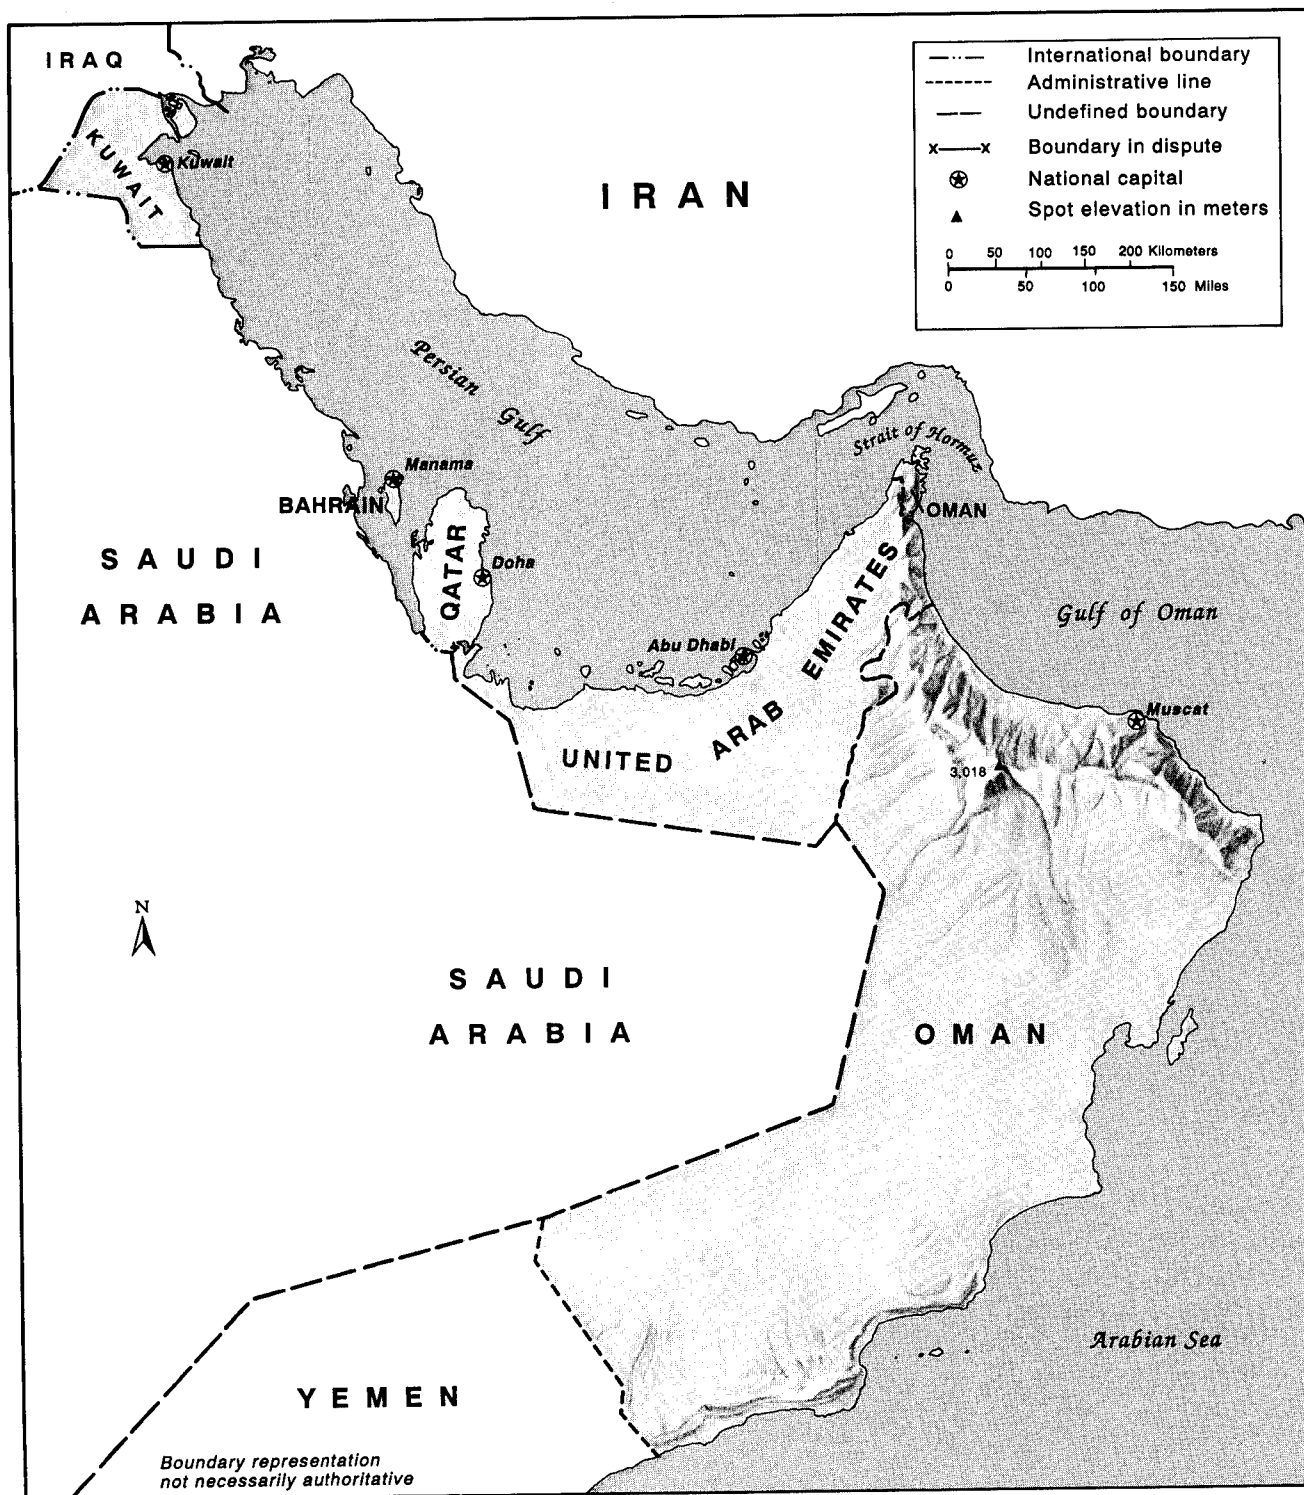 IRAQ
KUWAIT
Kuwait
IRAN
International boundary
Administrative line
Undefined boundary
x——x Boundary in dispute
National capital
Spot elevation in meters
0 50 100 150 200 Kilometers
0 50 100 150 Miles
Persian
Gulf
Strait of Hormuz
Manama
BAHRAIN
OMAN
SAUDI
ARABIA
QATAR
Doha
Gulf of Oman
Abu Dhabi
UNITED ARAB EMIRATES
Muscat
3,018
N
SAUDI
ARABIA
OMAN
Arabian Sea
YEMEN
Boundary representation
not necessarily authoritative